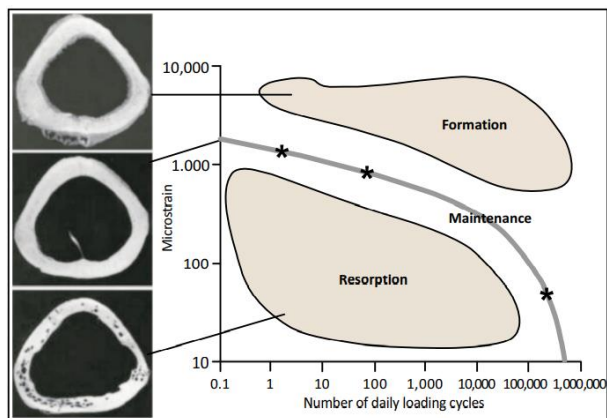 10,000
1.000
100
10
Microstrain
Formation
Maintenance
Resorption
*
*
*
0.1 1 10 100 1,000 10,000 100,000 1,000,000
Number of daily loading cycles